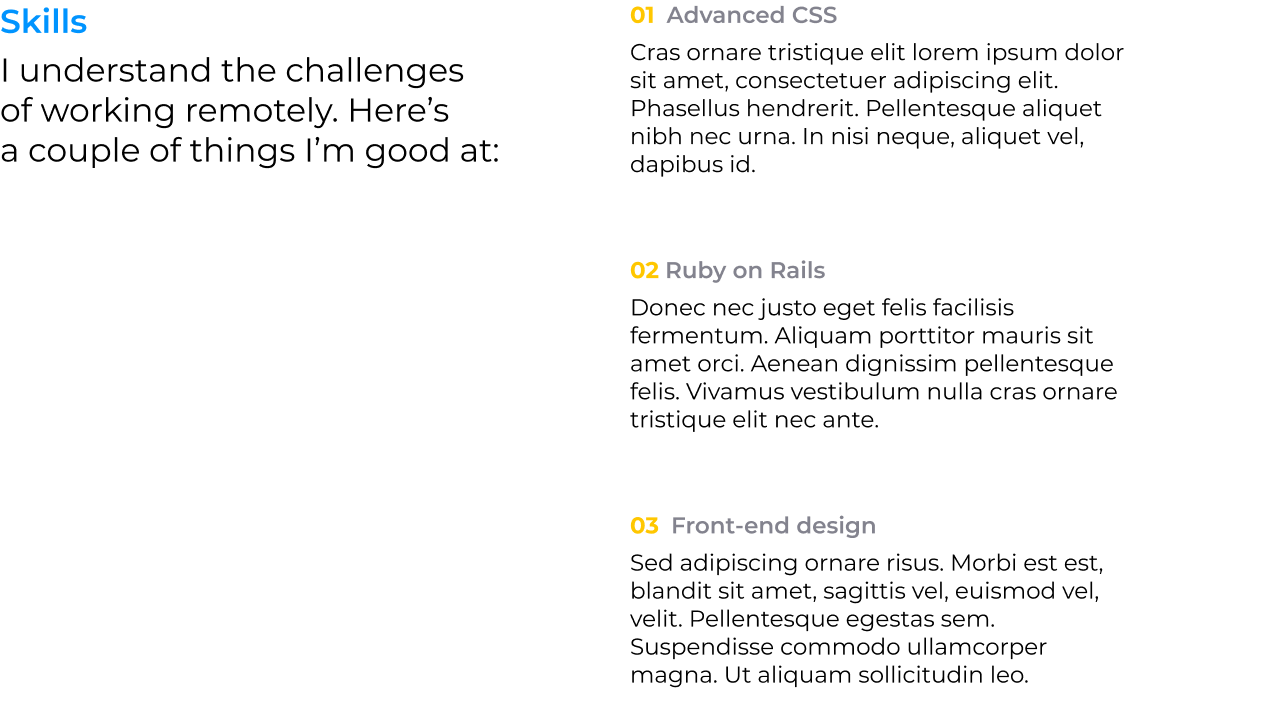 Skills
I understand the challenges
of working remotely. Here’s
a couple of things I’m good at:
01 Advanced CSS
Cras ornare tristique elit lorem ipsum dolor
sit amet, consectetuer adipiscing elit.
Phasellus hendrerit. Pellentesque aliquet
nibh nec urna. In nisi neque, aliquet vel,
dapibus id.
02 Ruby on Rails
Donec nec justo eget felis facilisis
fermentum. Aliquam porttitor mauris sit
amet orci. Aenean dignissim pellentesque
felis. Vivamus vestibulum nulla cras ornare
tristique elit nec ante.
03 Front-end design
Sed adipiscing ornare risus. Morbi est est,
blandit sit amet, sagittis vel, euismod vel,
velit. Pellentesque egestas sem.
Suspendisse commodo ullamcorper
magna. Ut aliquam sollicitudin leo.